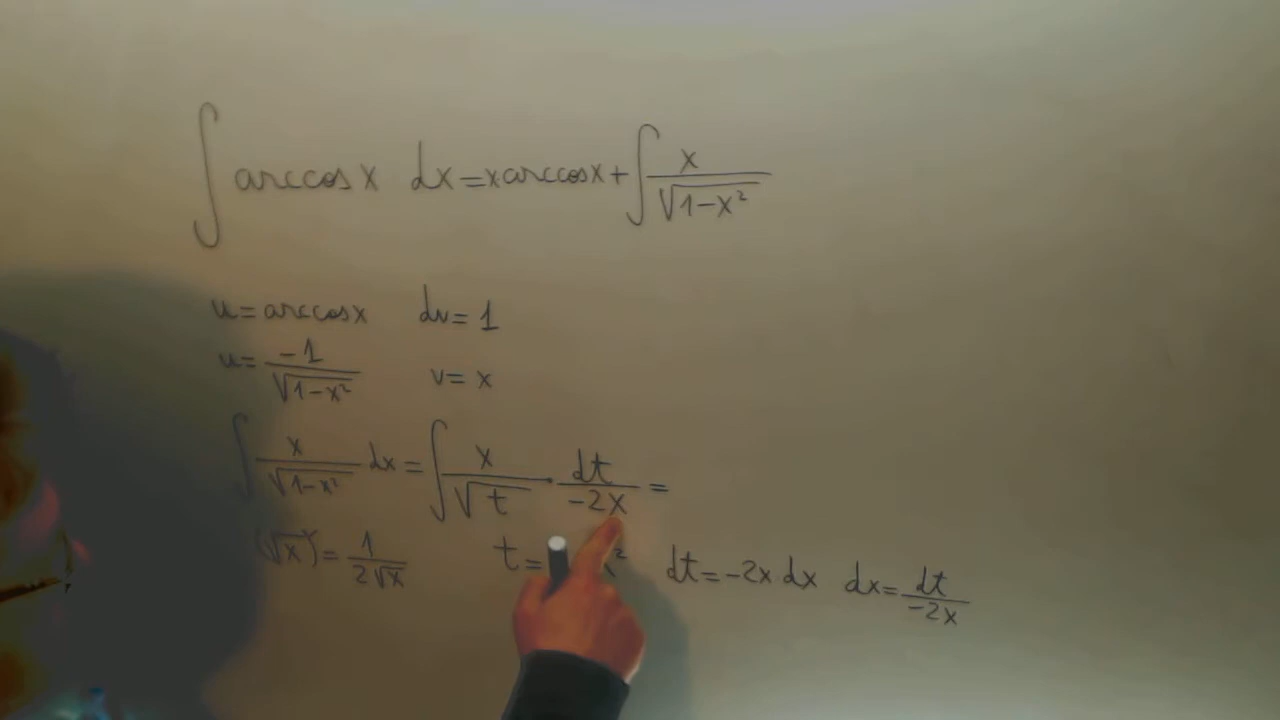 ∫ arccos x dx = x arccos x + ∫ x/√(1-x²)
u = arccos x dv = 1
u = -1/√(1-x²) v = x
∫ x/√(1-x²) dx = ∫ x/√t · dt/-2x =
(√x)' = 1/(2√x) t = ² dt = -2x dx dx = dt/-2x